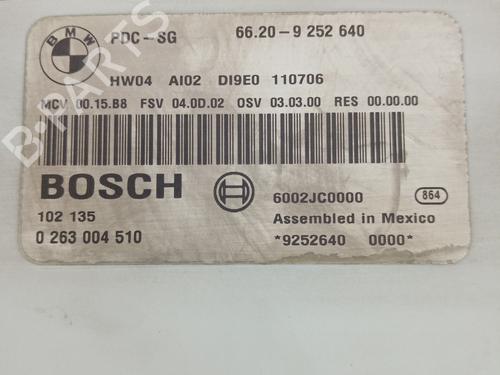 BMW PDC-SG 66.20-9 252 640
HW04 AI02 DI9E0 110706
MCV 00.15.B8 FSV 04.0D.02 OSV 03.03.00 RES 00.00.00
BOSCH
6002JC0000 864
102 135 Assembled in Mexico
0 263 004 510 *9252640 0000*
B-PARTS